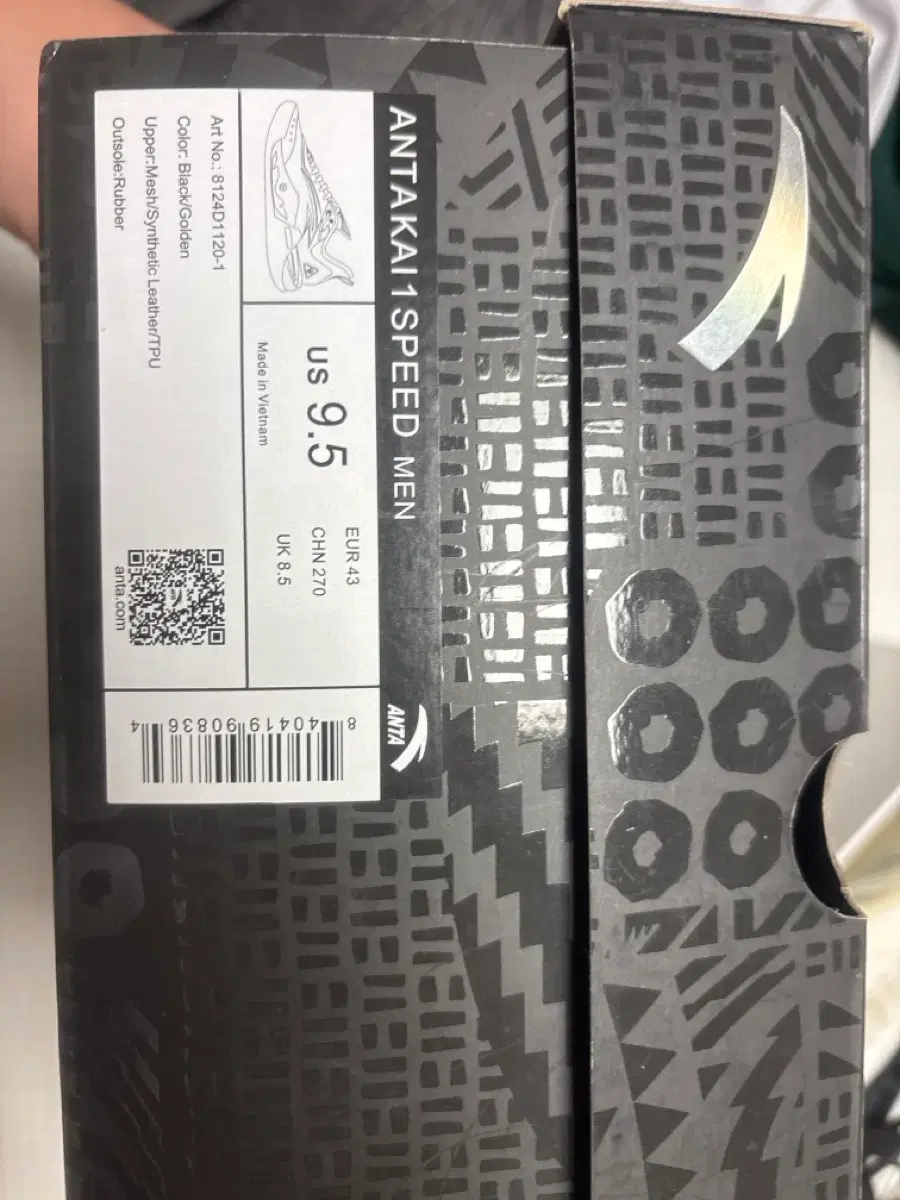 ANTA KAI 1 SPEED MEN
ANTA
US 9.5
EUR 43
CHN 270
UK 8.5
Made in Vietnam
Art No.: 8124D1120-1
Color: Black/Golden
Upper:Mesh/Synthetic Leather/TPU
Outsole:Rubber
anta.com
8 40419 90836 4